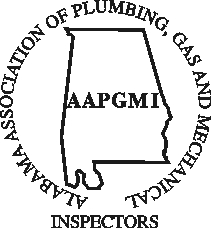 ALABAMA ASSOCIATION OF PLUMBING, GAS AND MECHANICAL
AAPGMI
INSPECTORS